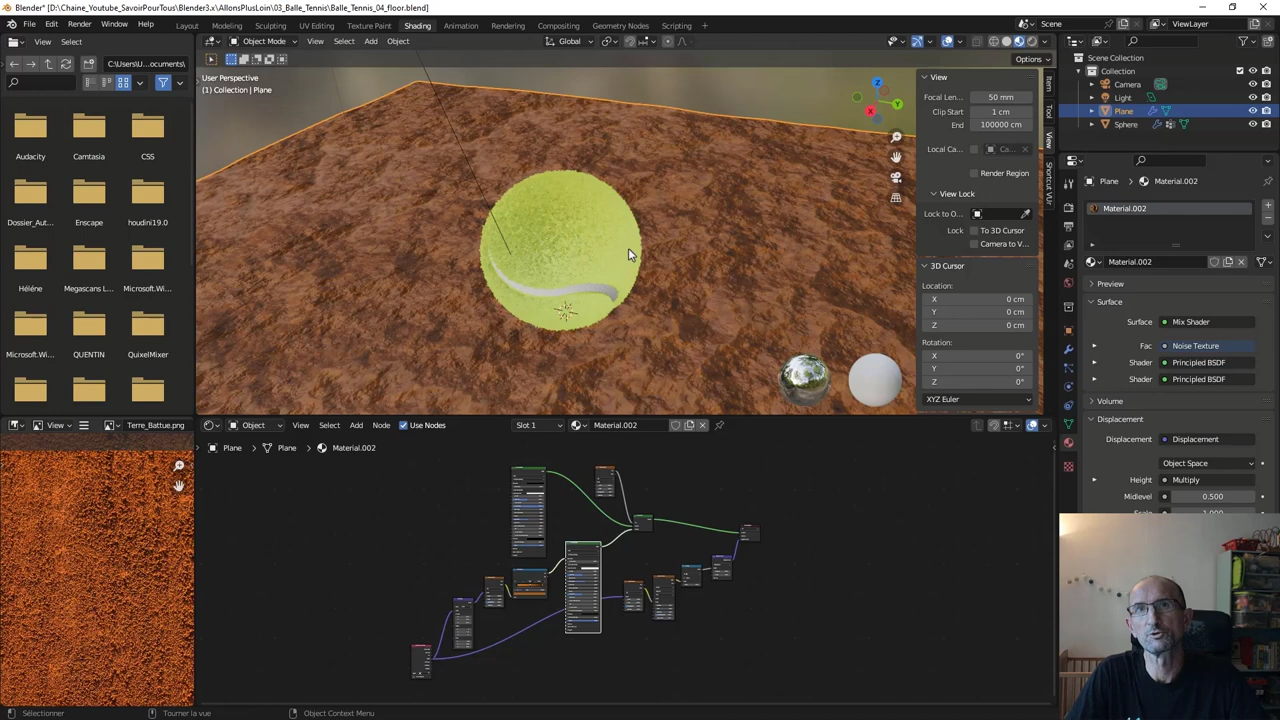 Blender* [D:\Chaine_Youtube_SavoirPourTous\Blender3.x\AllonsPlusLoin\03_Balle_Tennis\Balle_Tennis_04_floor.blend]
File Edit Render Window Help Layout Modeling Sculpting UV Editing Texture Paint Shading Animation Rendering Compositing Geometry Nodes Scripting + Scene ViewLayer
View Select Object Mode View Select Add Object Global
C:\U...ocuments\ Options
User Perspective
(1) Collection | Plane
Scene Collection
Collection
Camera
Light
Plane
Sphere
Audacity Camtasia CSS
Dossier_Aut... Enscape houdini19.0
Héléne Megascans L... Microsoft.Wi...
Microsoft.Wi... QUENTIN QuixelMixer
X Y Z
View
Focal Len... 50 mm
Clip Start 1 cm
End 100000 cm
Local Ca... Ca...
Render Region
View Lock
Lock to O...
Lock To 3D Cursor
Camera to V...
3D Cursor
Location:
X 0 cm
Y 0 cm
Z 0 cm
Rotation:
X 0°
Y 0°
Z 0°
XYZ Euler
Item
Tool
View
Shortcut VUr
Plane Material.002
Material.002
Material.002
Preview
Surface
Surface Mix Shader
Fac Noise Texture
Shader Principled BSDF
Shader Principled BSDF
Volume
Displacement
Displacement Displacement
Object Space
Height Multiply
Midlevel 0.500
View Terre_Battue.png
Object View Select Add Node Use Nodes Slot 1 Material.002
Plane Plane Material.002
Sélectionner Tourner la vue Object Context Menu